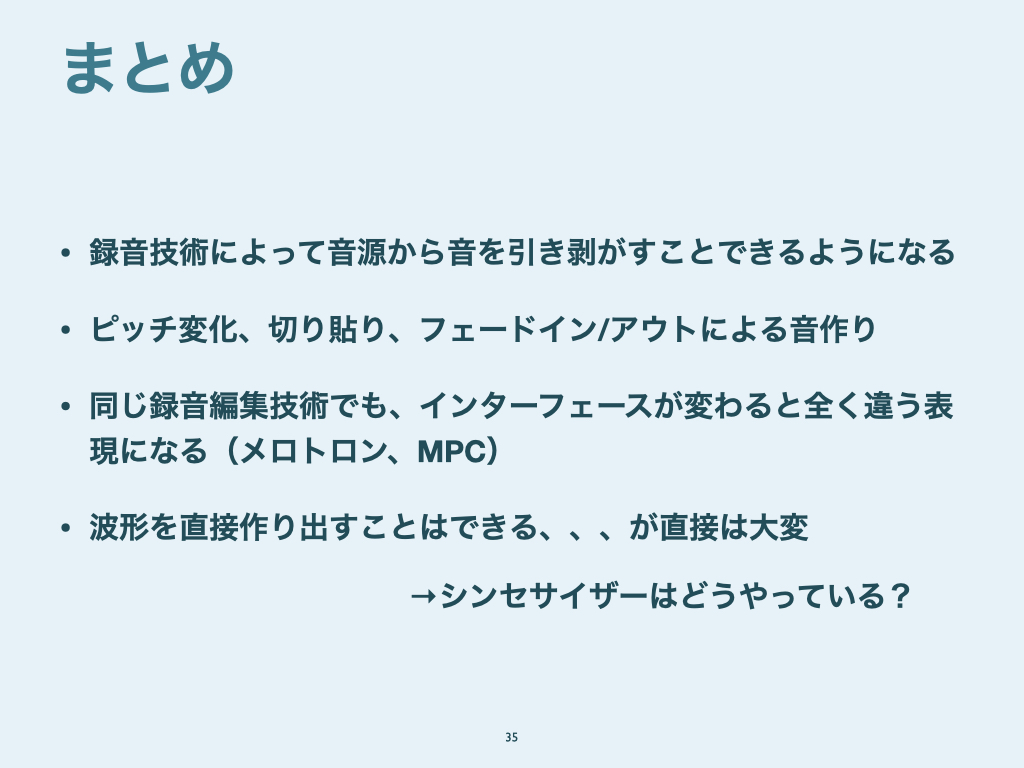 まとめ
• 録音技術によって音源から音を引き剥がすことできるようになる
• ピッチ変化、切り貼り、フェードイン/アウトによる音作り
• 同じ録音編集技術でも、インターフェースが変わると全く違う表
現になる（メロトロン、MPC）
• 波形を直接作り出すことはできる、、、が直接は大変
→シンセサイザーはどうやっている？
35